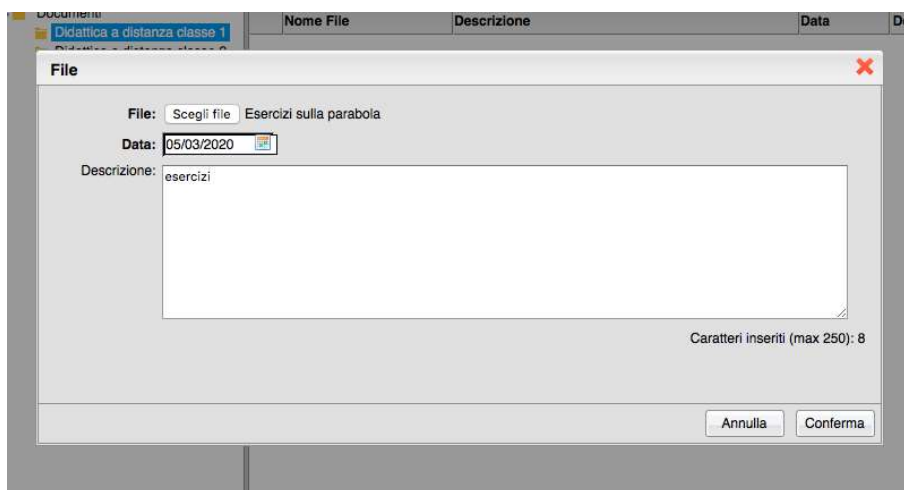 Documenti
Nome File Descrizione Data
Didattica a distanza classe 1
File
File: Scegli file Esercizi sulla parabola
Data: 05/03/2020
Descrizione: esercizi
Caratteri inseriti (max 250): 8
Annulla Conferma